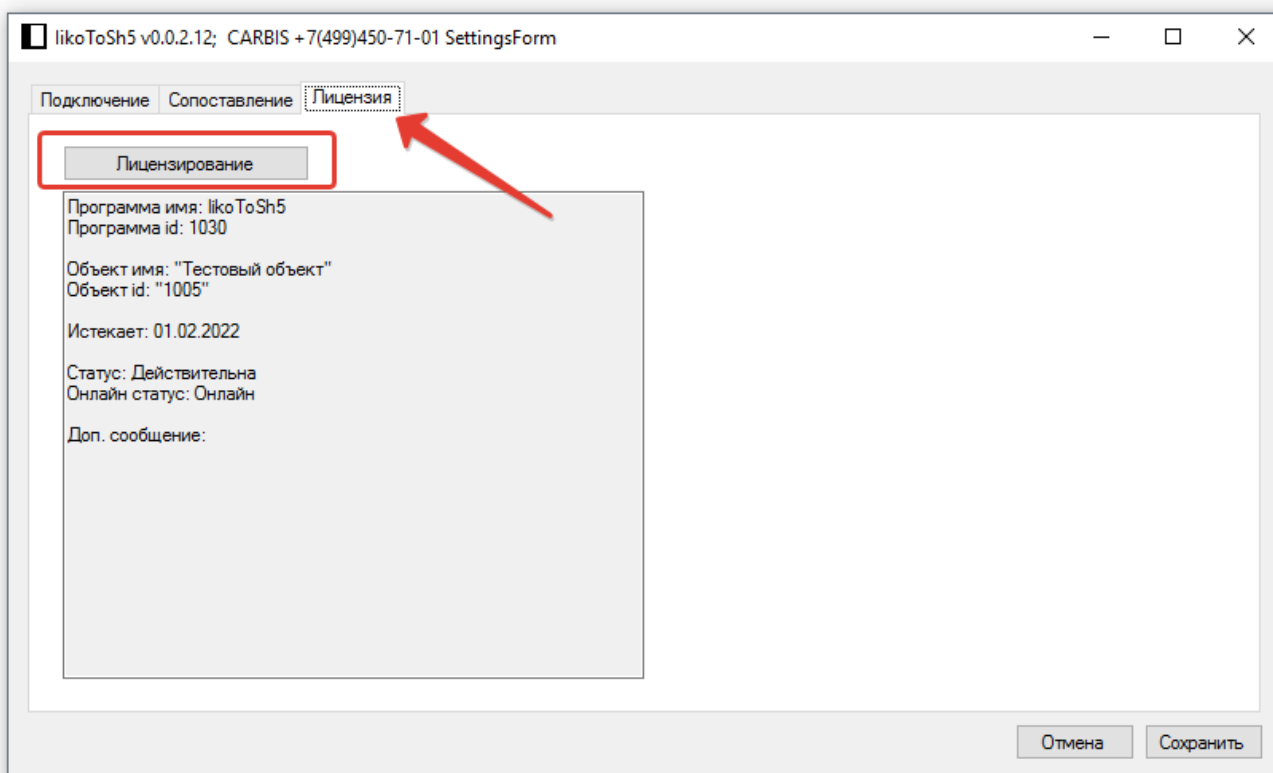 IikoToSh5 v0.0.2.12; CARBIS +7(499)450-71-01 SettingsForm
Подключение Сопоставление Лицензия
Лицензирование
Программа имя: IikoToSh5
Программа id: 1030
Объект имя: "Тестовый объект"
Объект id: "1005"
Истекает: 01.02.2022
Статус: Действительна
Онлайн статус: Онлайн
Доп. сообщение:
Отмена Сохранить